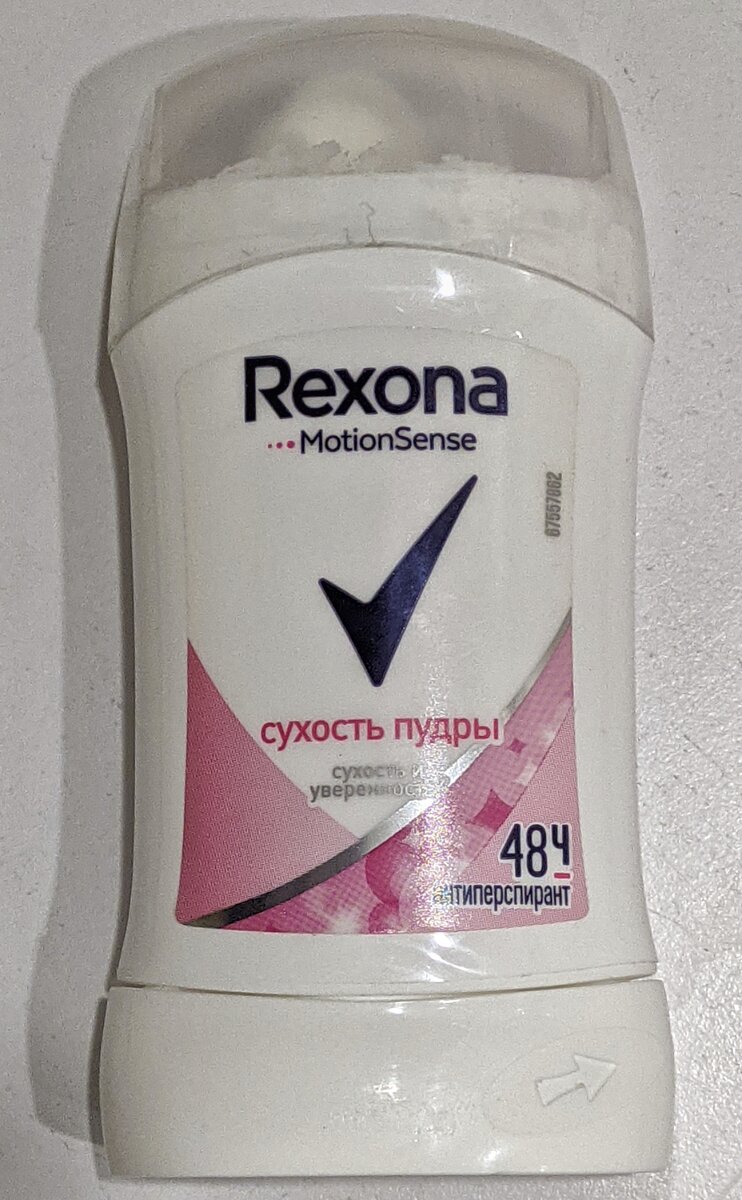 Rexona
MotionSense
67557862
сухость пудры
сухость и
уверенность
48ч
антиперспирант